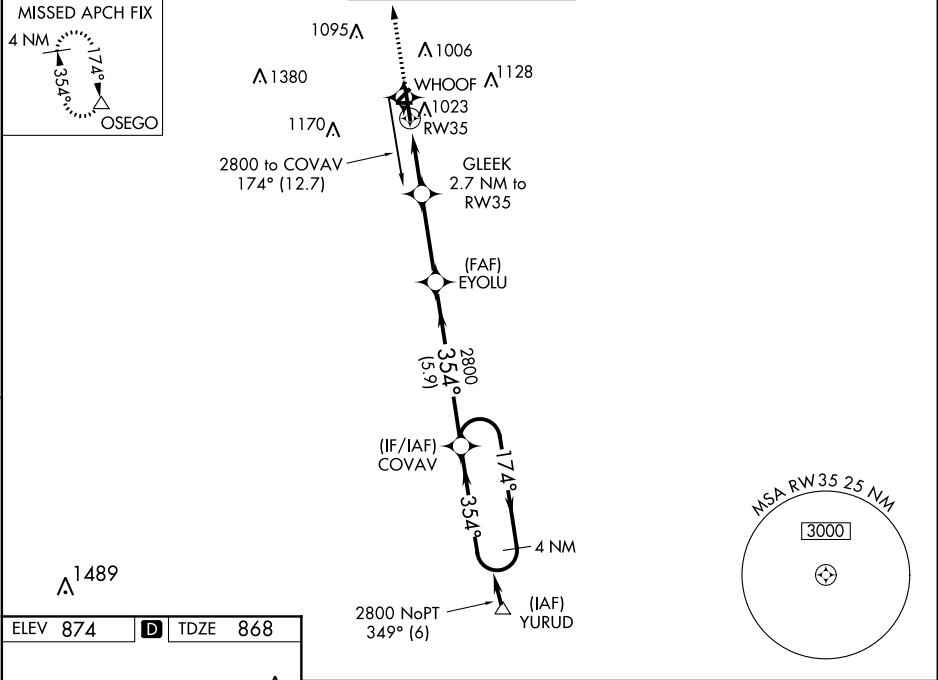 MISSED APCH FIX
4 NM
174°
354°
OSEGO
1095
1006
1380
WHOOF
1128
1023
1170
RW35
2800 to COVAV
174° (12.7)
GLEEK
2.7 NM to
RW35
(FAF)
EYOLU
2800
354°
(5.9)
(IF/IAF)
COVAV
174°
354°
4 NM
MSA RW35 25 NM
3000
1489
2800 NoPT
349° (6)
(IAF)
YURUD
ELEV 874 D TDZE 868